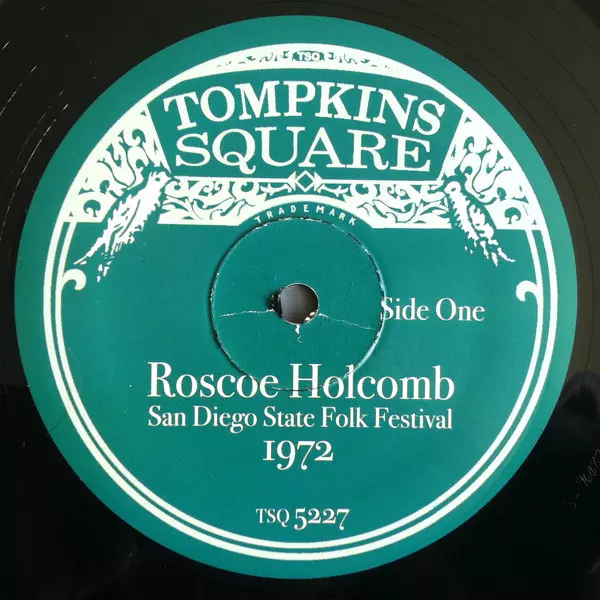 TSQ
TOMPKINS
SQUARE
TRADEMARK
Side One
Roscoe Holcomb
San Diego State Folk Festival
1972
TSQ 5227